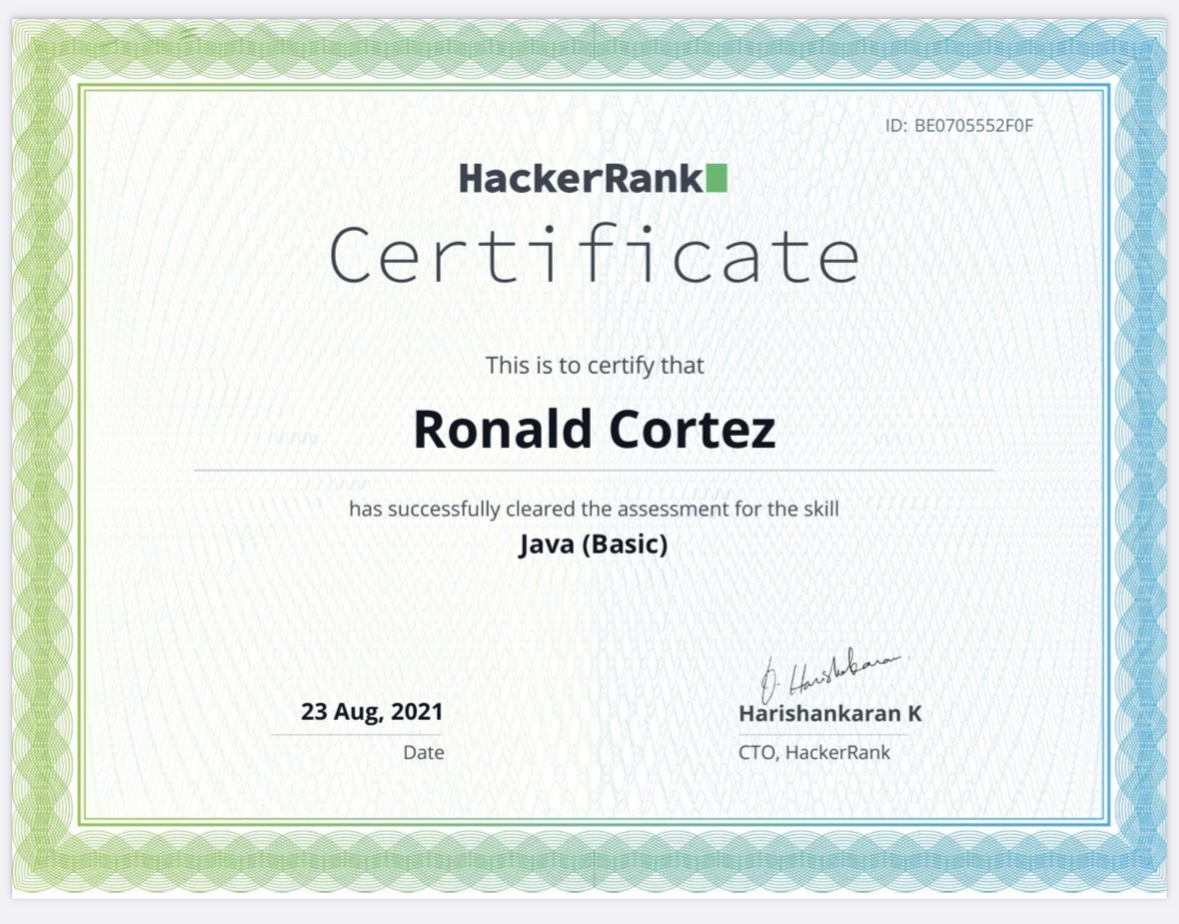 ID: BE0705552F0F
HackerRank
Certificate
This is to certify that
Ronald Cortez
has successfully cleared the assessment for the skill
Java (Basic)
23 Aug, 2021
Date
Harishankaran K
CTO, HackerRank